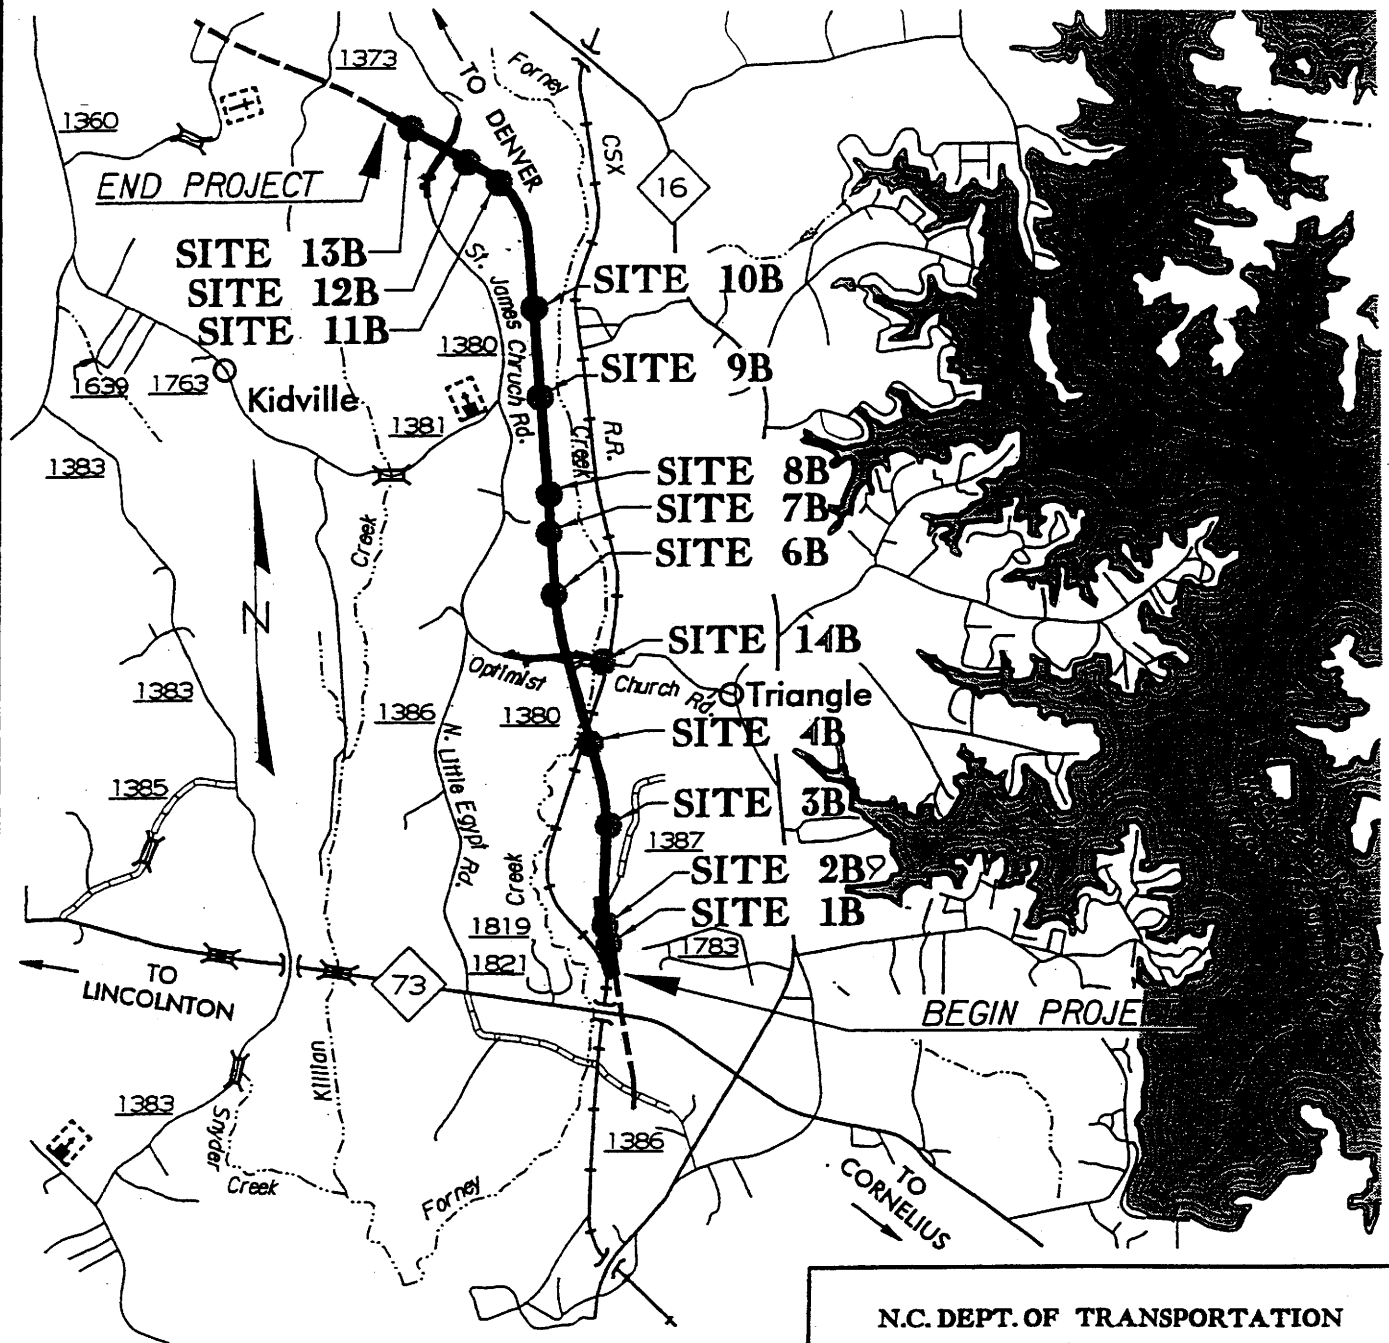 1373
Forney
TO DENVER
1360
CSX
16
END PROJECT
SITE 13B
SITE 12B
SITE 11B
SITE 10B
St. James Chruch Rd.
1380
SITE 9B
1639
1763
Kidville
1381
R.R.
Creek
1383
SITE 8B
SITE 7B
SITE 6B
Creek
N
SITE 14B
Optimist
Church Rd.
Triangle
1383
1386
1380
SITE 4B
N. Little Egypt Rd.
1385
SITE 3B
1387
SITE 2B
Creek
SITE 1B
1819
1783
1821
TO
LINCOLNTON
73
BEGIN PROJE
Killian
1383
Snyder
Creek
1386
Forney
TO
CORNELIUS
N.C. DEPT. OF TRANSPORTATION